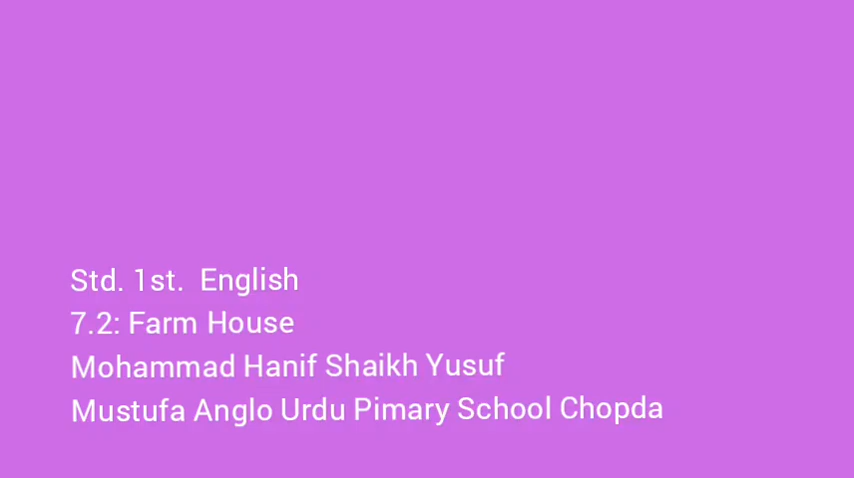 Std. 1st. English
7.2: Farm House
Mohammad Hanif Shaikh Yusuf
Mustufa Anglo Urdu Pimary School Chopda